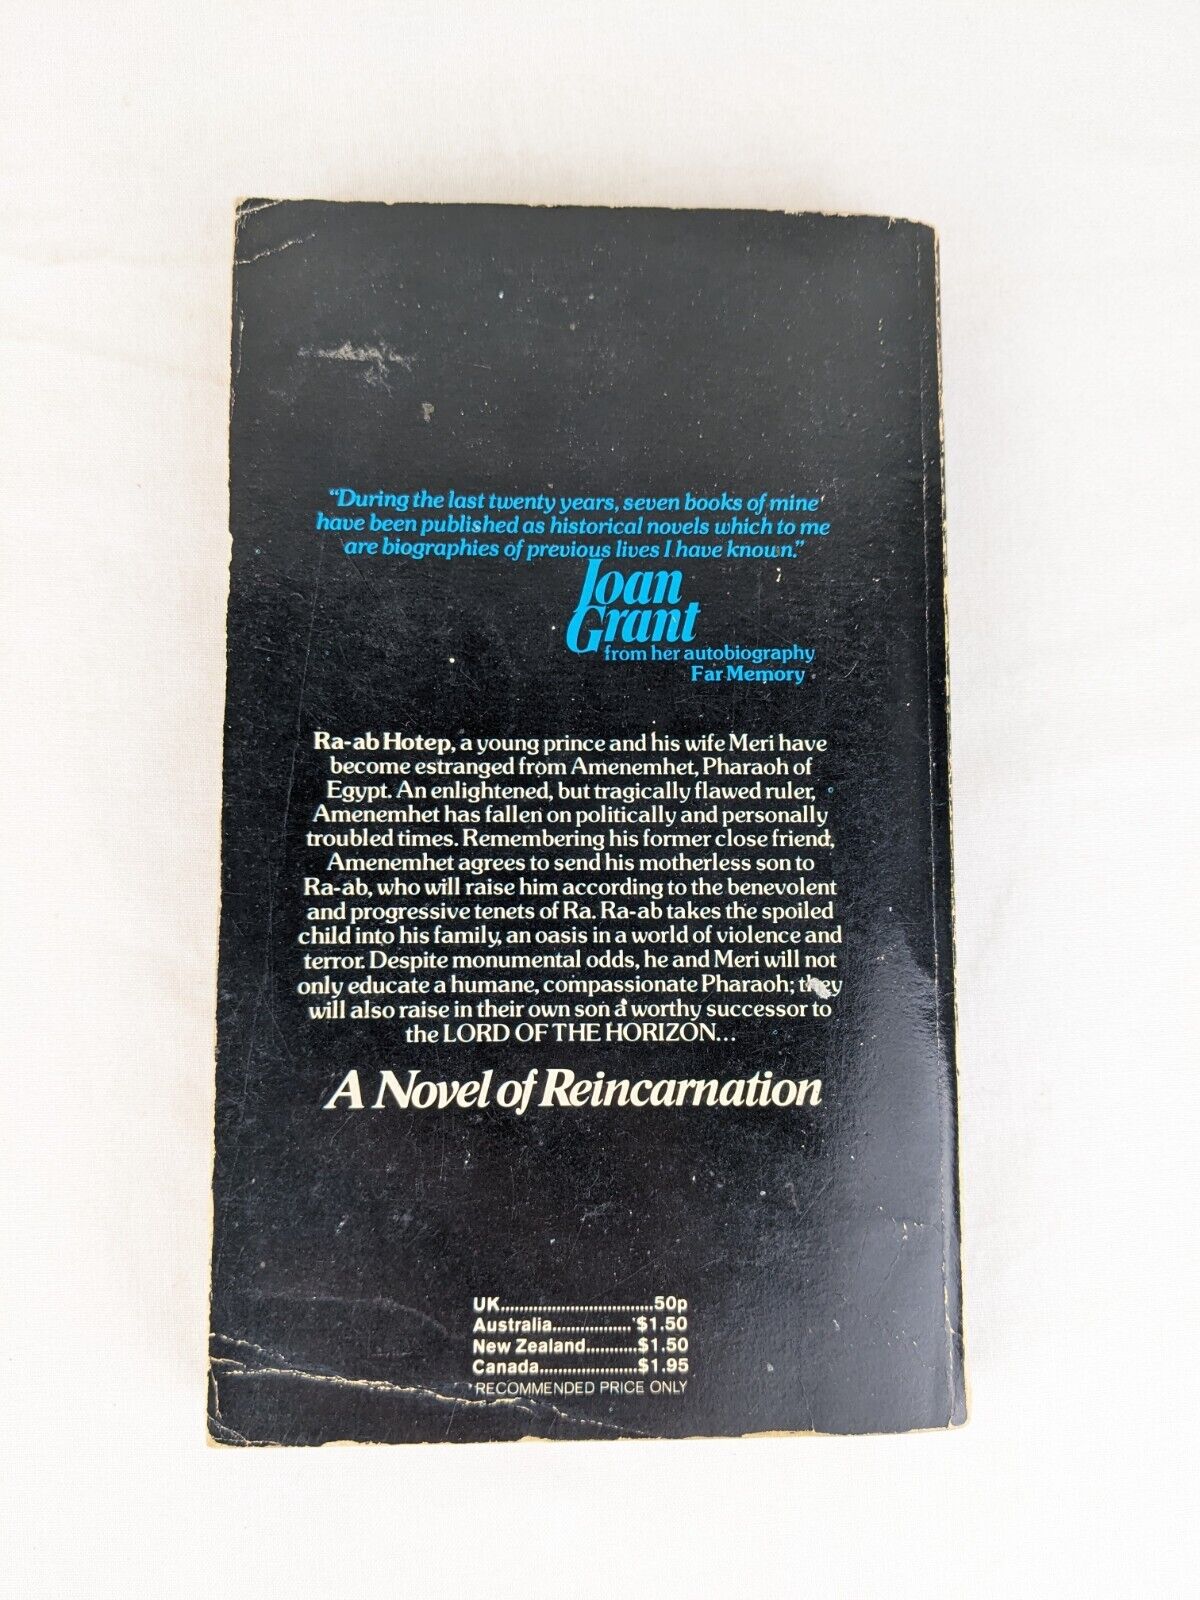 “During the last twenty years, seven books of mine
have been published as historical novels which to me
are biographies of previous lives I have known.”
Joan
Grant
from her autobiography
Far Memory
Ra-ab Hotep, a young prince and his wife Meri have
become estranged from Amenemhet, Pharaoh of
Egypt. An enlightened, but tragically flawed ruler,
Amenemhet has fallen on politically and personally
troubled times. Remembering his former close friend,
Amenemhet agrees to send his motherless son to
Ra-ab, who will raise him according to the benevolent
and progressive tenets of Ra. Ra-ab takes the spoiled
child into his family, an oasis in a world of violence and
terror. Despite monumental odds, he and Meri will not
only educate a humane, compassionate Pharaoh; they
will also raise in their own son a worthy successor to
the LORD OF THE HORIZON...
A Novel of Reincarnation
UK.................................50p
Australia.................$1.50
New Zealand...........$1.50
Canada.....................$1.95
RECOMMENDED PRICE ONLY